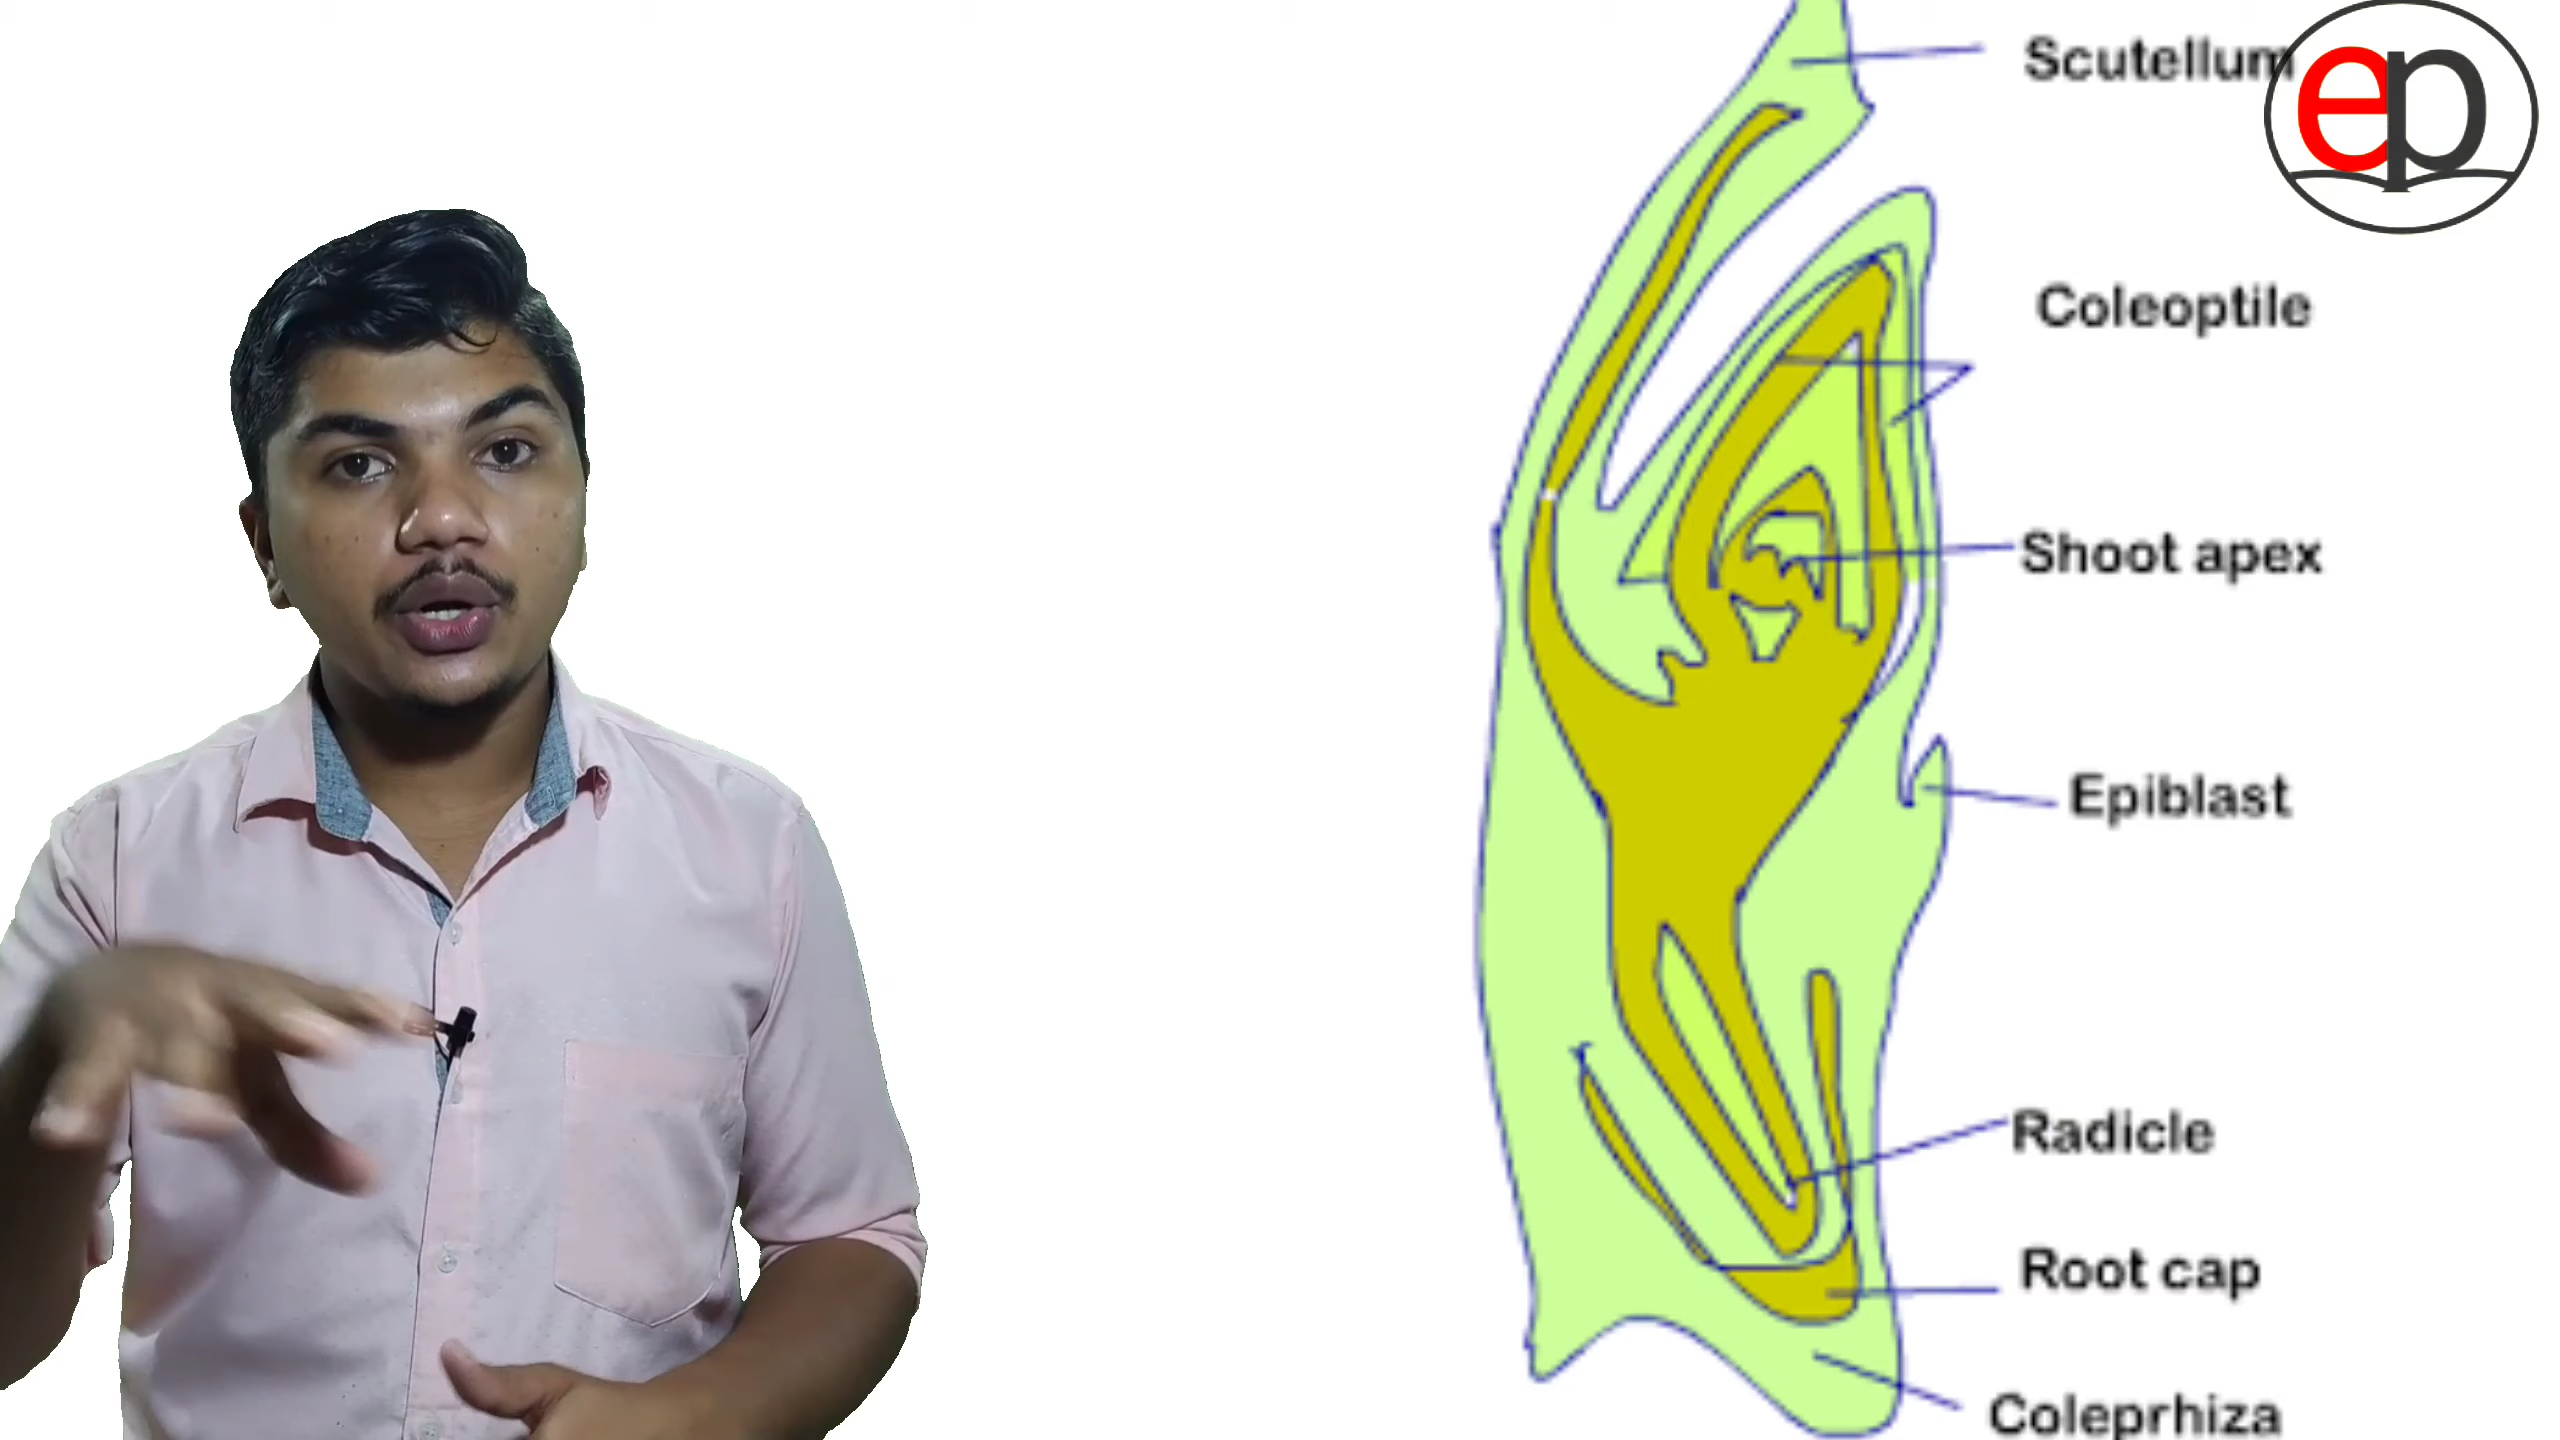 Scutellum
ep
Coleoptile
Shoot apex
Epiblast
Radicle
Root cap
Coleprhiza